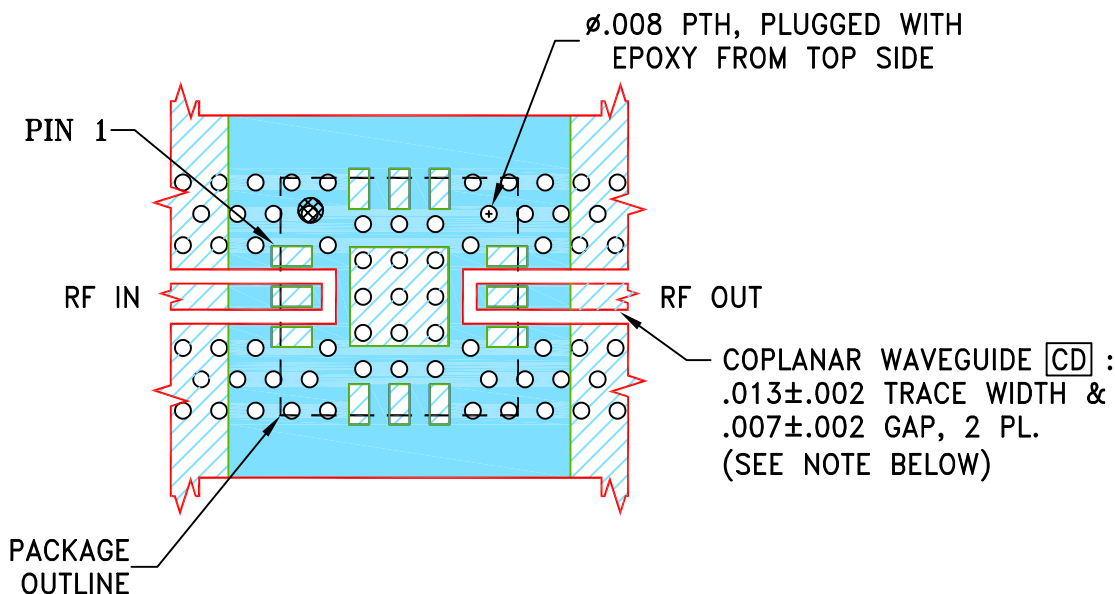 ⌀.008 PTH, PLUGGED WITH
EPOXY FROM TOP SIDE
PIN 1
RF IN
RF OUT
COPLANAR WAVEGUIDE CD :
.013±.002 TRACE WIDTH &
.007±.002 GAP, 2 PL.
(SEE NOTE BELOW)
PACKAGE
OUTLINE